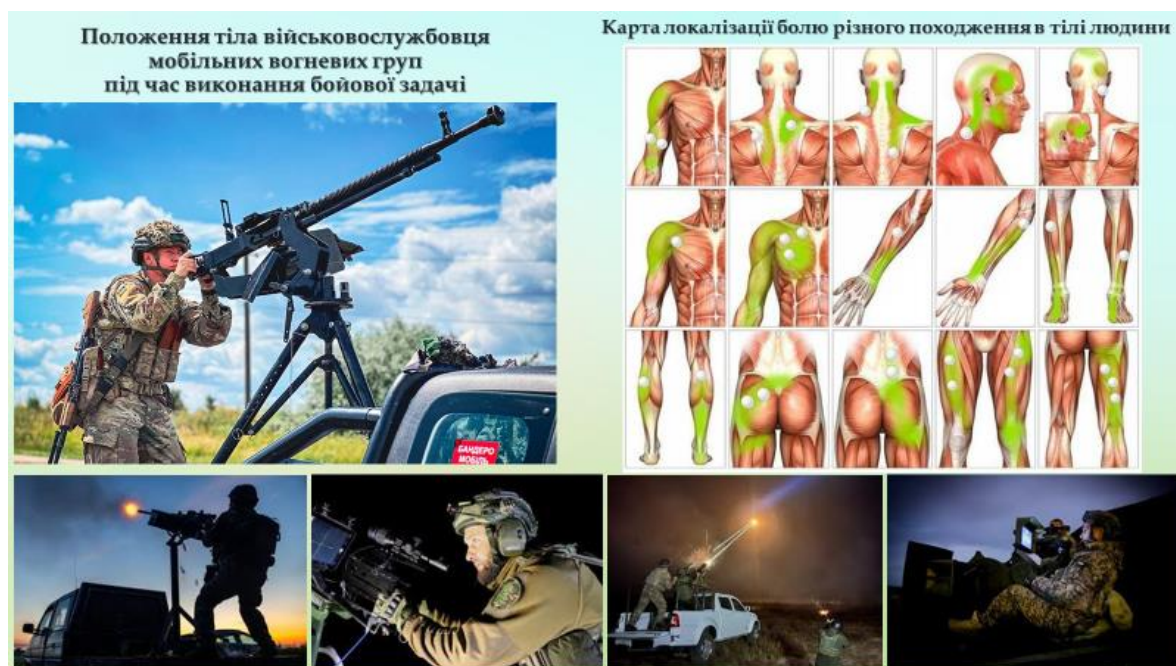 Положення тіла військовослужбовця
мобільних вогневих груп
під час виконання бойової задачі
Карта локалізації болю різного походження в тілі людини
БАНДЕРО
МОБІЛЬ